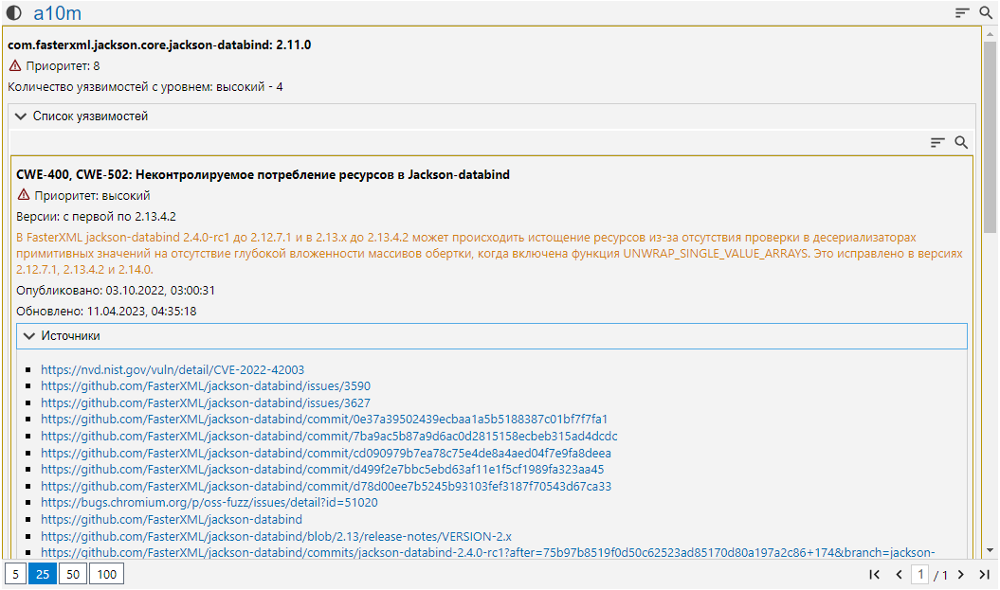 a10m
com.fasterxml.jackson.core.jackson-databind: 2.11.0
Приоритет: 8
Количество уязвимостей с уровнем: высокий - 4
Список уязвимостей
CWE-400, CWE-502: Неконтролируемое потребление ресурсов в Jackson-databind
Приоритет: высокий
Версии: с первой по 2.13.4.2
В FasterXML jackson-databind 2.4.0-rc1 до 2.12.7.1 и в 2.13.x до 2.13.4.2 может происходить истощение ресурсов из-за отсутствия проверки в десериализаторах
примитивных значений на отсутствие глубокой вложенности массивов обертки, когда включена функция UNWRAP_SINGLE_VALUE_ARRAYS. Это исправлено в версиях
2.12.7.1, 2.13.4.2 и 2.14.0.
Опубликовано: 03.10.2022, 03:00:31
Обновлено: 11.04.2023, 04:35:18
Источники
https://nvd.nist.gov/vuln/detail/CVE-2022-42003
https://github.com/FasterXML/jackson-databind/issues/3590
https://github.com/FasterXML/jackson-databind/issues/3627
https://github.com/FasterXML/jackson-databind/commit/0e37a39502439ecbaa1a5b5188387c01bf7f7fa1
https://github.com/FasterXML/jackson-databind/commit/7ba9ac5b87a9d6ac0d2815158ecbeb315ad4dcdc
https://github.com/FasterXML/jackson-databind/commit/cd090979b7ea78c75e4de8a4aed04f7e9fa8deea
https://github.com/FasterXML/jackson-databind/commit/d499f2e7bbc5ebd63af11e1f5cf1989fa323aa45
https://github.com/FasterXML/jackson-databind/commit/d78d00ee7b5245b93103fef3187f70543d67ca33
https://bugs.chromium.org/p/oss-fuzz/issues/detail?id=51020
https://github.com/FasterXML/jackson-databind
https://github.com/FasterXML/jackson-databind/blob/2.13/release-notes/VERSION-2.x
https://github.com/FasterXML/jackson-databind/commits/jackson-databind-2.4.0-rc1?after=75b97b8519f0d50c62523ad85170d80a197a2c86+174&branch=jackson-
5 25 50 100 1 / 1